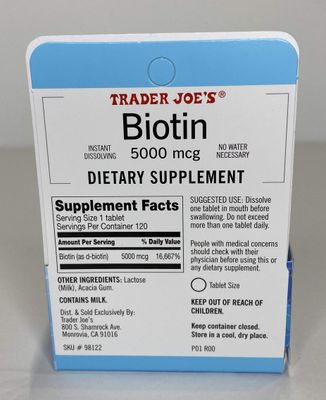 TRADER JOE'S®
Biotin
INSTANT
DISSOLVING
5000 mcg
NO WATER
NECESSARY
DIETARY SUPPLEMENT
Supplement Facts
Serving Size 1 tablet
Servings Per Container 120
Amount Per Serving % Daily Value
Biotin (as d-biotin) 5000 mcg 16,667%
OTHER INGREDIENTS: Lactose
(Milk), Acacia Gum.
CONTAINS MILK.
Dist. & Sold Exclusively By:
Trader Joe's
800 S. Shamrock Ave.
Monrovia, CA 91016
SKU # 98122
SUGGESTED USE: Dissolve
one tablet in mouth before
swallowing. Do not exceed
more than one tablet daily.
People with medical concerns
should check with their
physician before using this or
any dietary supplement.
Tablet Size
KEEP OUT OF REACH OF
CHILDREN.
Keep container closed.
Store in a cool, dry place.
P01 R00